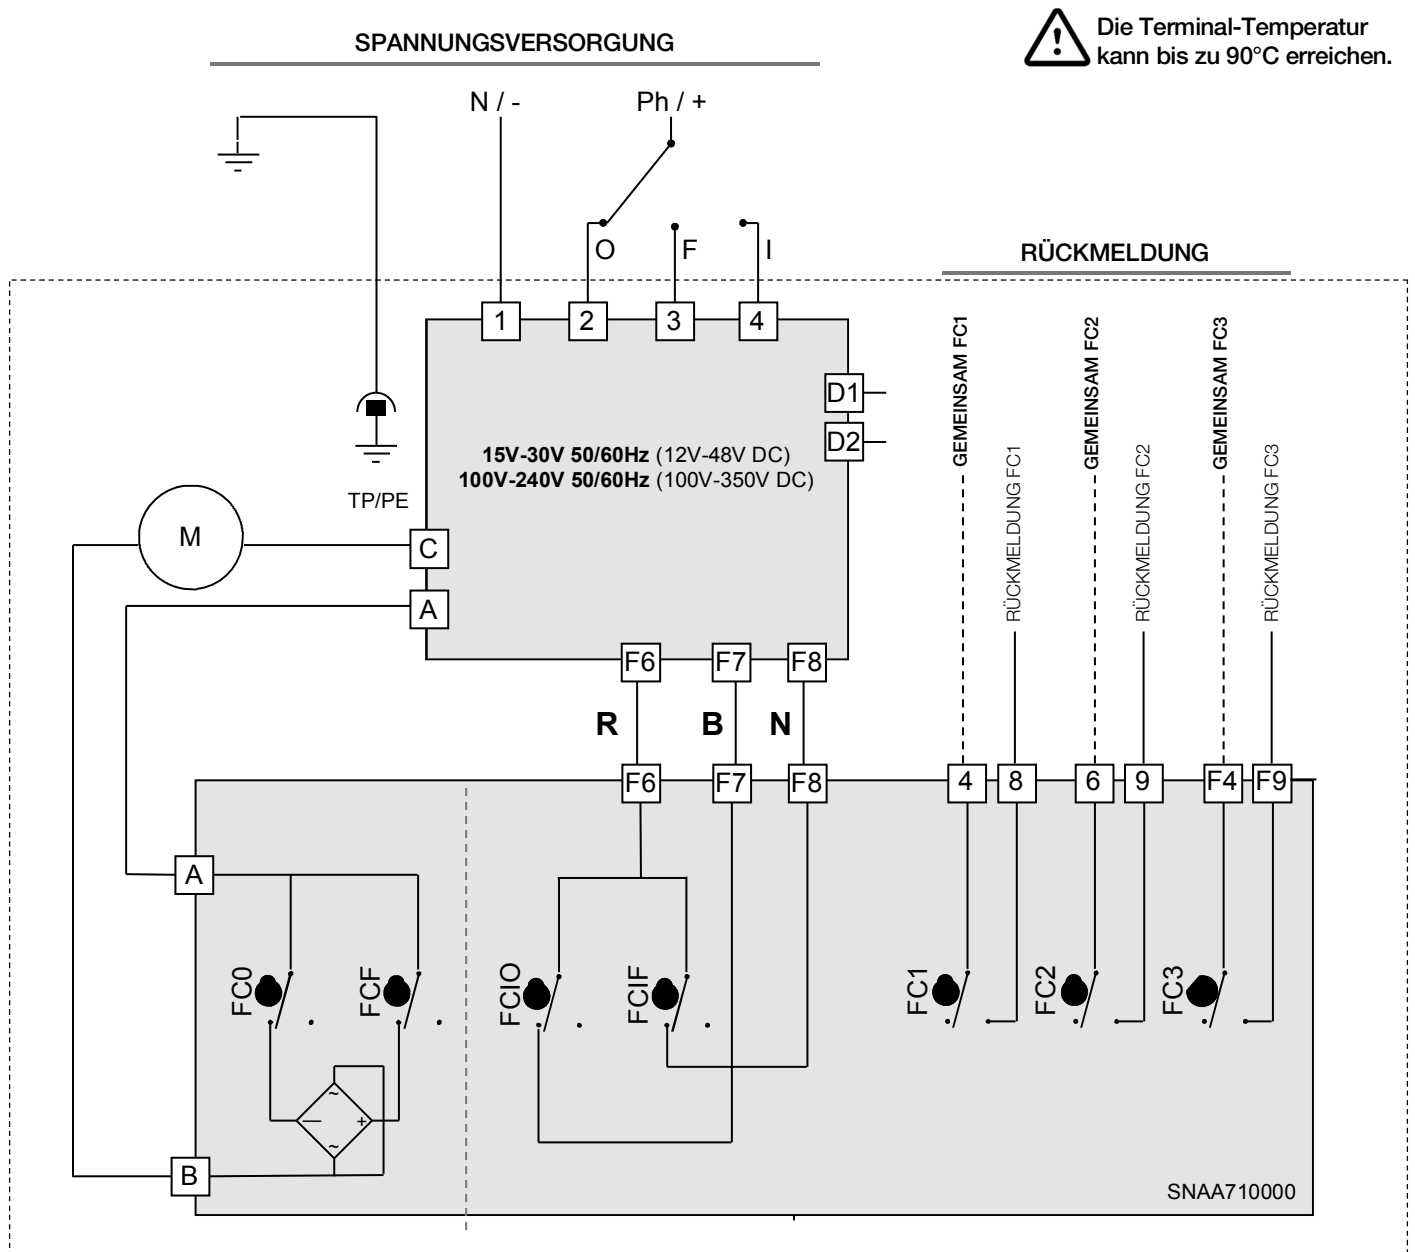 SPANNUNGSVERSORGUNG
Die Terminal-Temperatur
kann bis zu 90°C erreichen.
N / -
Ph / +
O
F
I
RÜCKMELDUNG
1
2
3
4
D1
D2
15V-30V 50/60Hz (12V-48V DC)
100V-240V 50/60Hz (100V-350V DC)
TP/PE
M
C
A
GEMEINSAM FC1
RÜCKMELDUNG FC1
GEMEINSAM FC2
RÜCKMELDUNG FC2
GEMEINSAM FC3
RÜCKMELDUNG FC3
F6
F7
F8
R
B
N
F6
F7
F8
4
8
6
9
F4
F9
A
FC0
FCF
FCIO
FCIF
FC1
FC2
FC3
~
—
+
~
B
SNAA710000